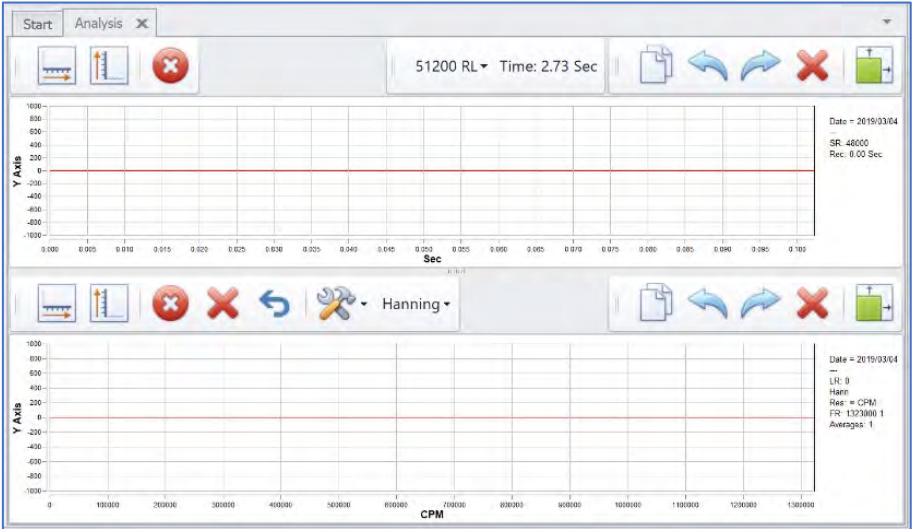 Start Analysis
51200 RL Time: 2.73 Sec
1000
800
600
400
200
0
-200
-400
-600
-800
-1000
Y Axis
0.000 0.005 0.010 0.015 0.020 0.025 0.030 0.035 0.040 0.045 0.050 0.055 0.060 0.065 0.070 0.075 0.080 0.085 0.090 0.095 0.100
Sec
Date = 2019/03/04
---
SR: 48000
Rec: 0.00 Sec
Hanning
1000
800
600
400
200
0
-200
-400
-600
-800
-1000
Y Axis
0 100000 200000 300000 400000 500000 600000 700000 800000 900000 1000000 1100000 1200000 1300000
CPM
Date = 2019/03/04
---
LR: 0
Hann
Res: = CPM
FR: 1323000.1
Averages: 1